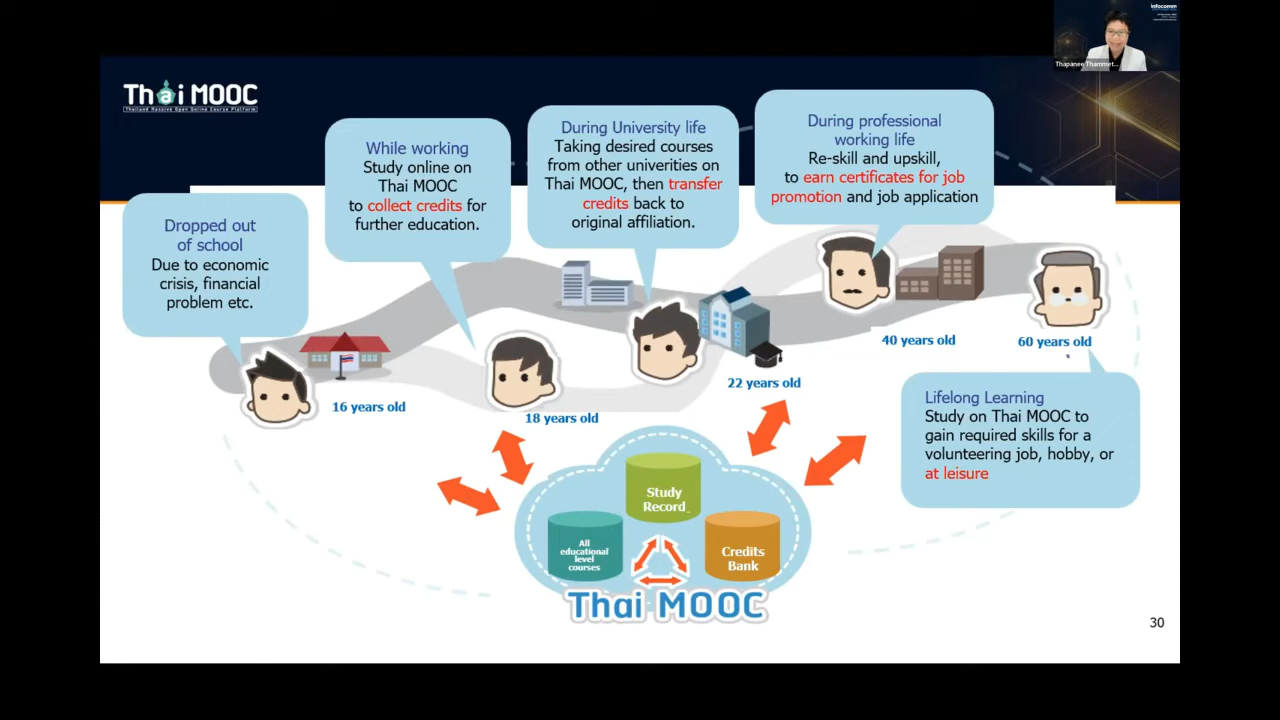 infocomm
Thapanee Thammet...
Thai MOOC
Thailand Massive Open Online Course Platform
Dropped out
of school
Due to economic
crisis, financial
problem etc.
While working
Study online on
Thai MOOC
to collect credits for
further education.
During University life
Taking desired courses
from other univerities on
Thai MOOC, then transfer
credits back to
original affiliation.
During professional
working life
Re-skill and upskill,
to earn certificates for job
promotion and job application
16 years old
18 years old
22 years old
40 years old
60 years old
Lifelong Learning
Study on Thai MOOC to
gain required skills for a
volunteering job, hobby, or
at leisure
Study
Record
All
educational
level
courses
Credits
Bank
Thai MOOC
30